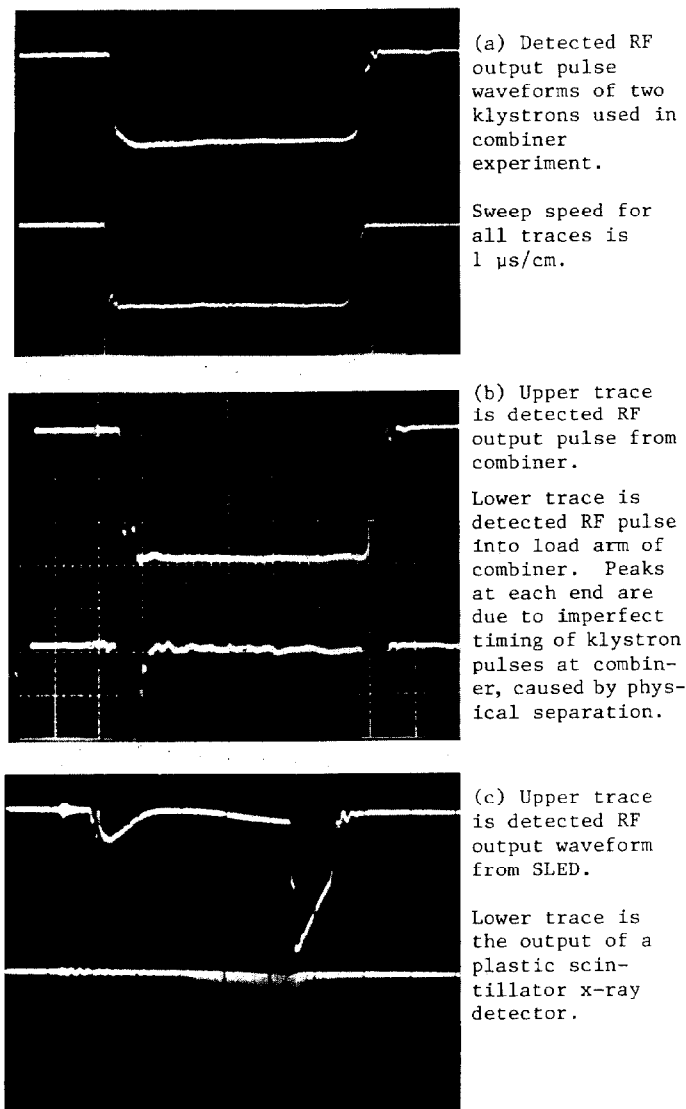 (a) Detected RF
output pulse
waveforms of two
klystrons used in
combiner
experiment.
Sweep speed for
all traces is
1 μs/cm.
(b) Upper trace
is detected RF
output pulse from
combiner.
Lower trace is
detected RF pulse
into load arm of
combiner. Peaks
at each end are
due to imperfect
timing of klystron
pulses at combin-
er, caused by phys-
ical separation.
(c) Upper trace
is detected RF
output waveform
from SLED.
Lower trace is
the output of a
plastic scin-
tillator x-ray
detector.